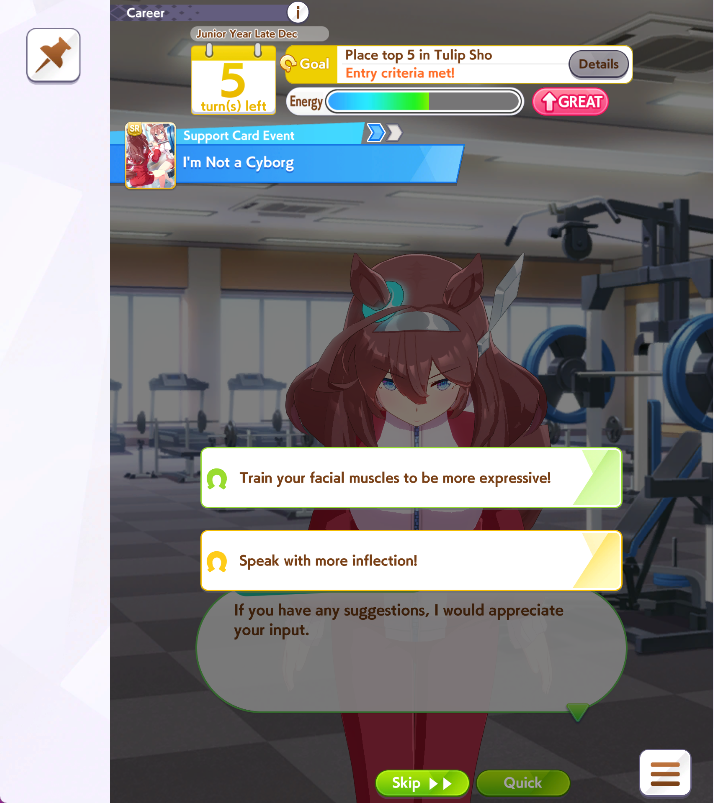 Career
i
Junior Year Late Dec
5
turn(s) left
Goal
Place top 5 in Tulip Sho
Entry criteria met!
Details
Energy
GREAT
SR
Support Card Event
I'm Not a Cyborg
Train your facial muscles to be more expressive!
Speak with more inflection!
If you have any suggestions, I would appreciate
your input.
Skip
Quick